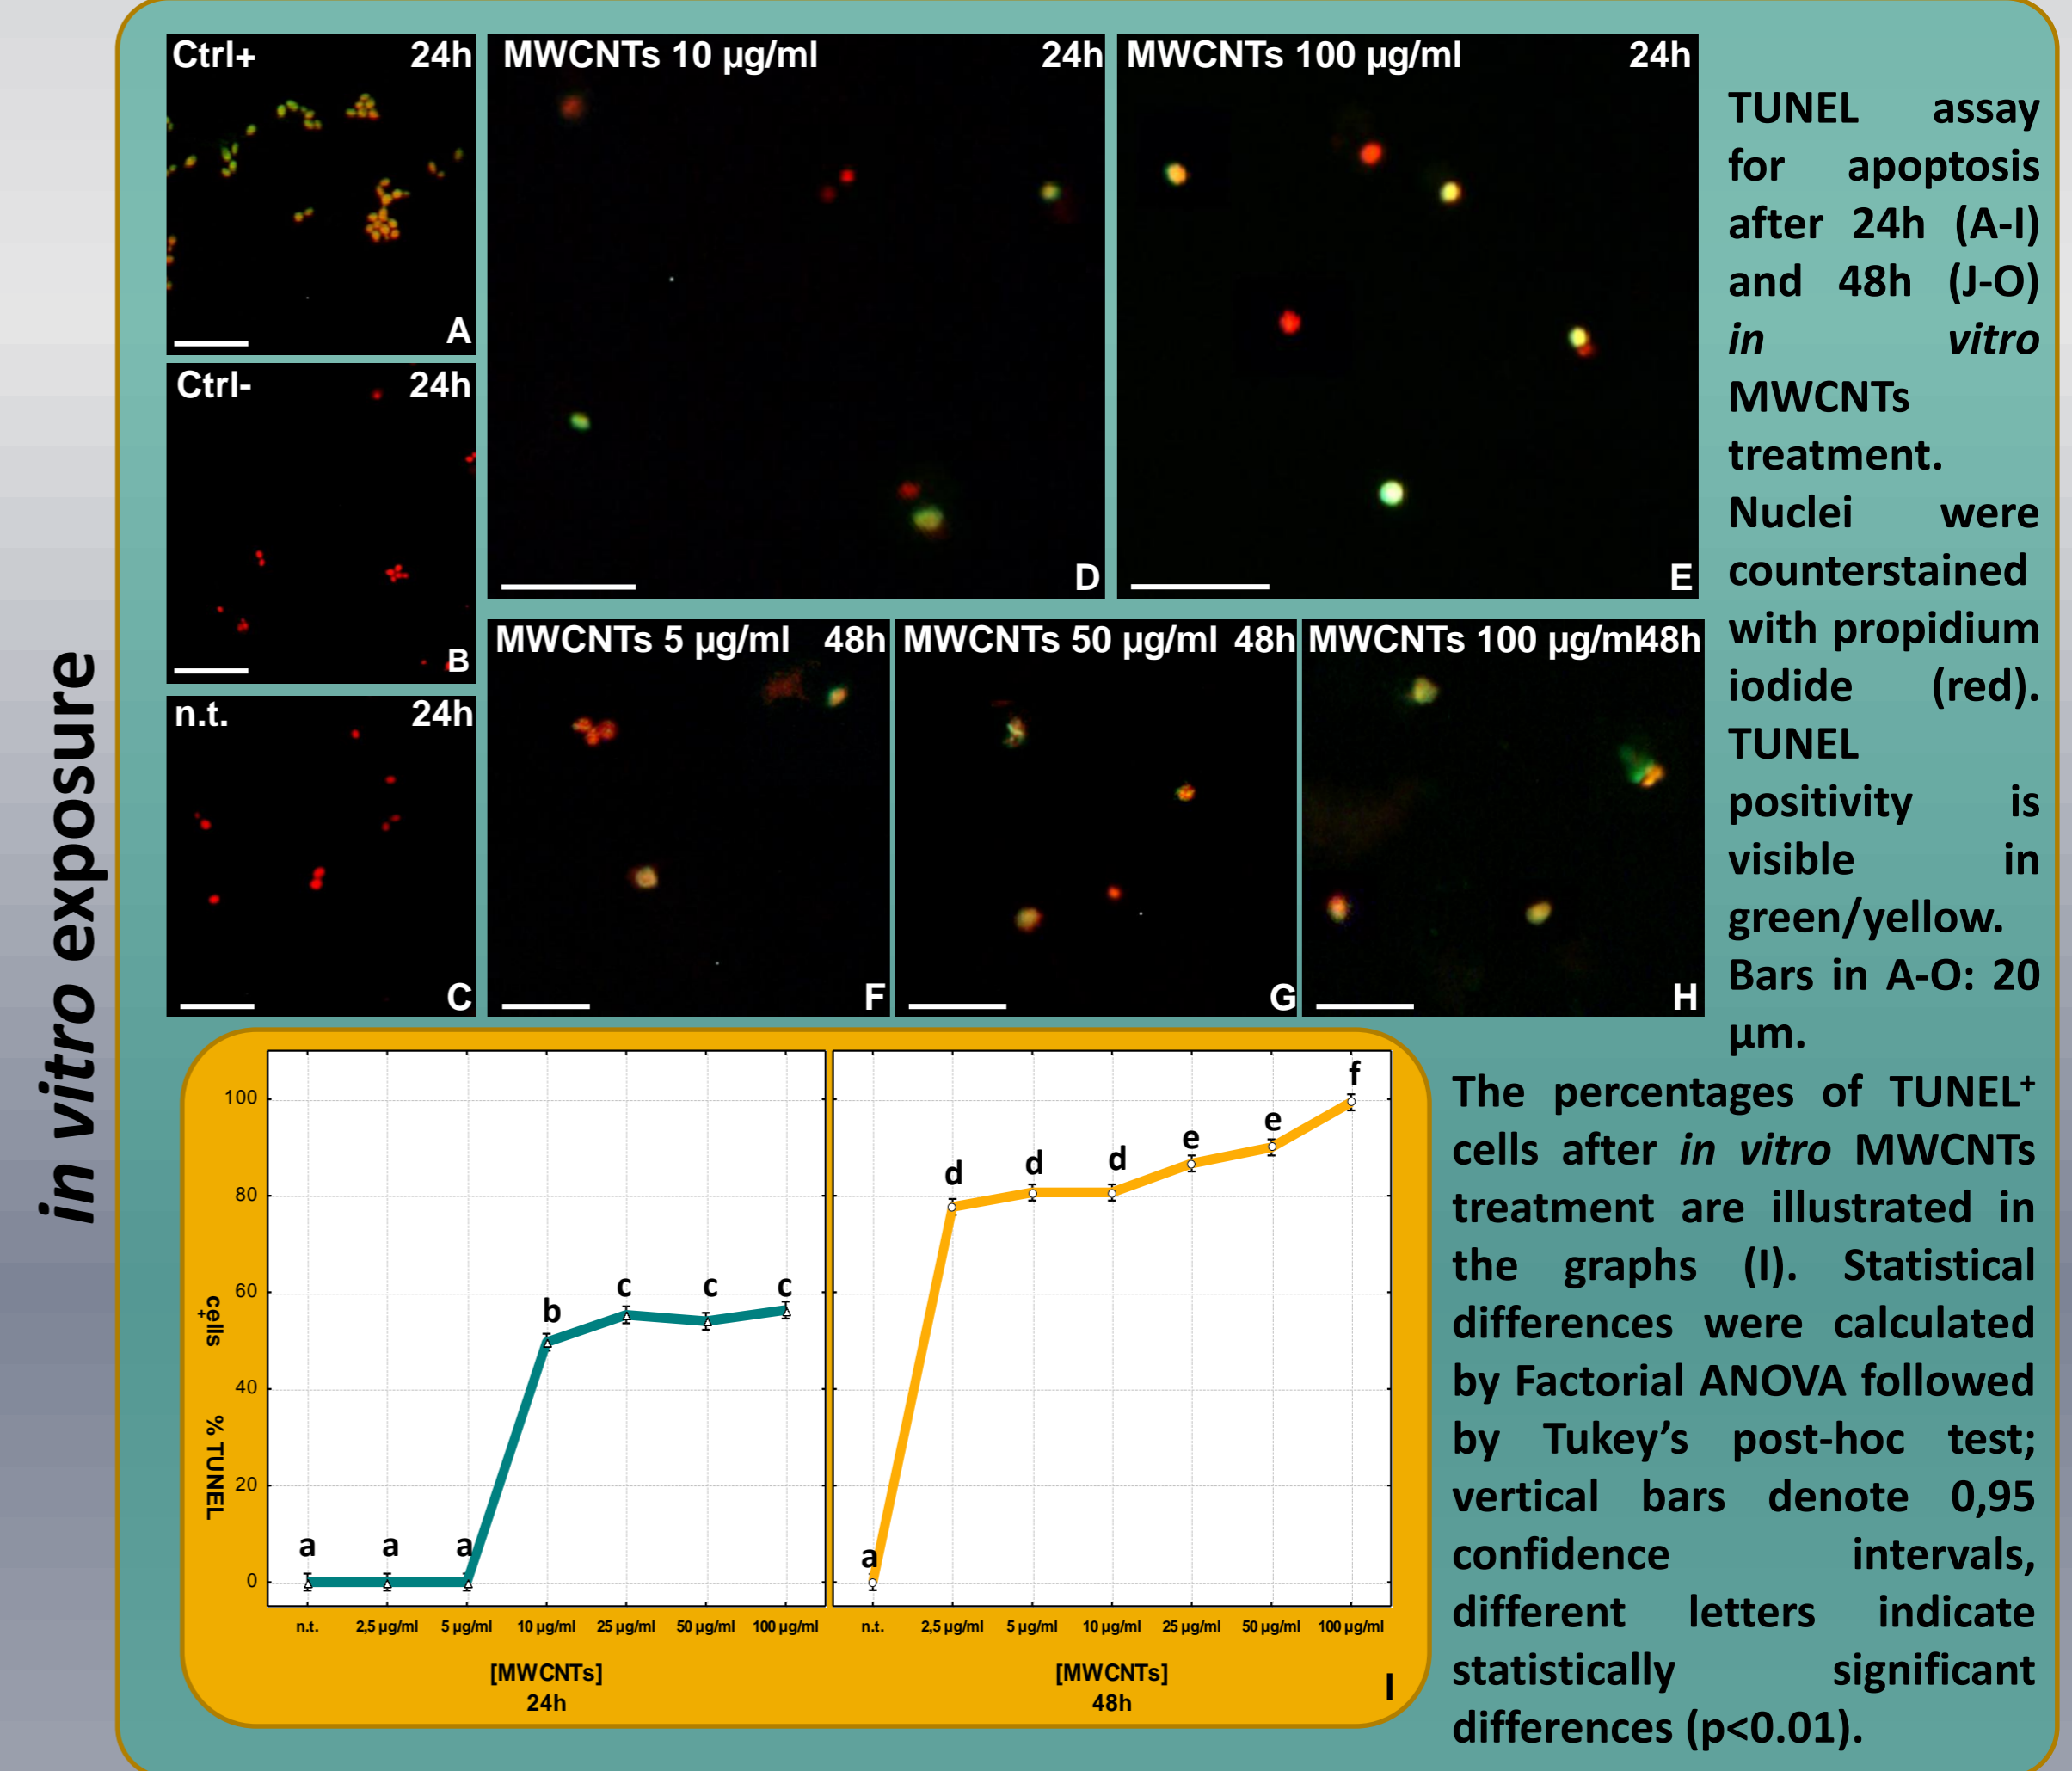 in vitro exposure
Ctrl+ 24h
A
Ctrl- 24h
B
n.t. 24h
C
MWCNTs 10 µg/ml 24h
D
MWCNTs 100 µg/ml 24h
E
MWCNTs 5 µg/ml 48h
F
MWCNTs 50 µg/ml 48h
G
MWCNTs 100 µg/ml48h
H
TUNEL assay
for apoptosis
after 24h (A-I)
and 48h (J-O)
in vitro
MWCNTs
treatment.
Nuclei were
counterstained
with propidium
iodide (red).
TUNEL
positivity is
visible in
green/yellow.
Bars in A-O: 20
µm.
% TUNEL+ cells
100
80
60
40
20
0
a a a b c c c
n.t. 2,5 µg/ml 5 µg/ml 10 µg/ml 25 µg/ml 50 µg/ml 100 µg/ml
[MWCNTs]
24h
a d d d e e f
n.t. 2,5 µg/ml 5 µg/ml 10 µg/ml 25 µg/ml 50 µg/ml 100 µg/ml
[MWCNTs]
48h
I
The percentages of TUNEL+
cells after in vitro MWCNTs
treatment are illustrated in
the graphs (I). Statistical
differences were calculated
by Factorial ANOVA followed
by Tukey’s post-hoc test;
vertical bars denote 0,95
confidence intervals,
different letters indicate
statistically significant
differences (p<0.01).